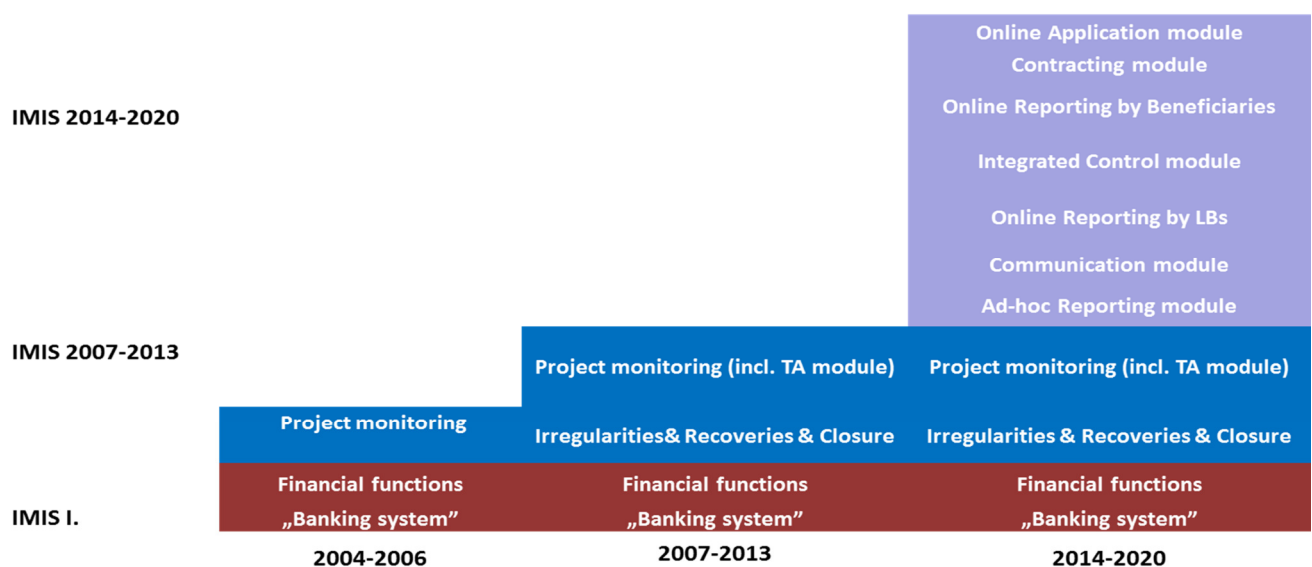 Online Application module
Contracting module
IMIS 2014-2020
Online Reporting by Beneficiaries
Integrated Control module
Online Reporting by LBs
Communication module
Ad-hoc Reporting module
IMIS 2007-2013
Project monitoring (incl. TA module)
Project monitoring (incl. TA module)
Project monitoring
Irregularities& Recoveries & Closure
Irregularities & Recoveries & Closure
Financial functions
Financial functions
Financial functions
IMIS I.
„Banking system”
„Banking system”
„Banking system”
2004-2006
2007-2013
2014-2020